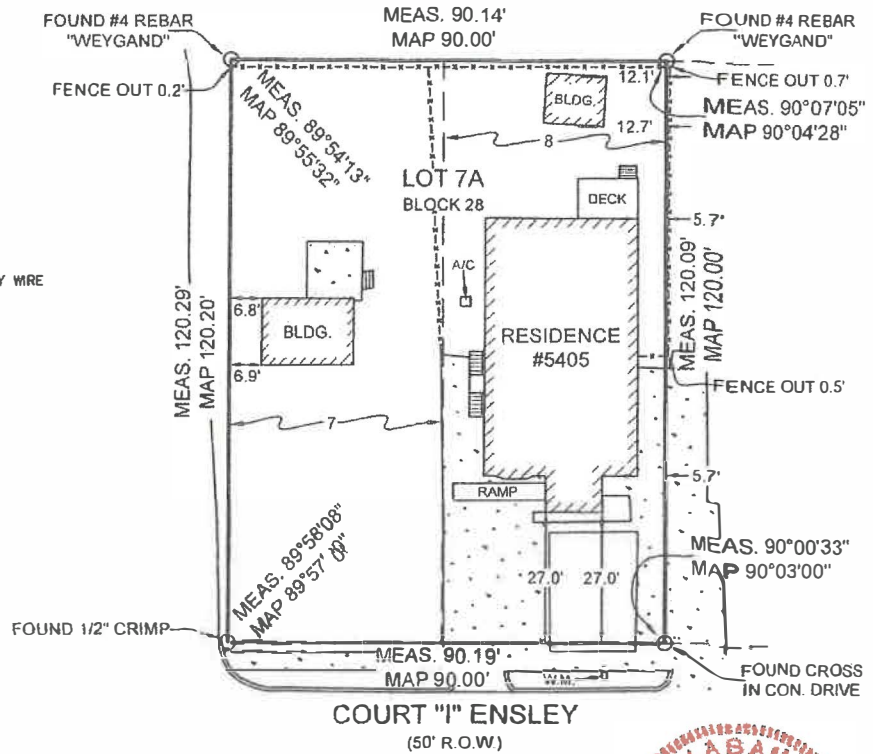 FOUND #4 REBAR
"WEYGAND"
MEAS. 90.14'
MAP 90.00'
FOUND #4 REBAR
"WEYGAND"
FENCE OUT 0.2'
FENCE OUT 0.7'
MEAS. 89°54'13"
MAP 89°55'32"
12.1'
BLDG.
12.7'
MEAS. 90°07'05"
MAP 90°04'28"
8
LOT 7A
BLOCK 28
DECK
5.7'
A/C
WIRE
6.8'
BLDG.
6.9'
RESIDENCE
#5405
MEAS. 120.29'
MAP 120.20'
MEAS. 120.09'
MAP 120.00'
FENCE OUT 0.5'
7
RAMP
5.7'
MEAS. 89°58'08"
MAP 89°57'
27.0'
27.0'
MEAS. 90°00'33"
MAP 90°03'00"
FOUND 1/2" CRIMP
MEAS. 90.19'
MAP 90.00'
W.M.
FOUND CROSS
IN CON. DRIVE
COURT "I" ENSLEY
(50' R.O.W.)
ALABAMA